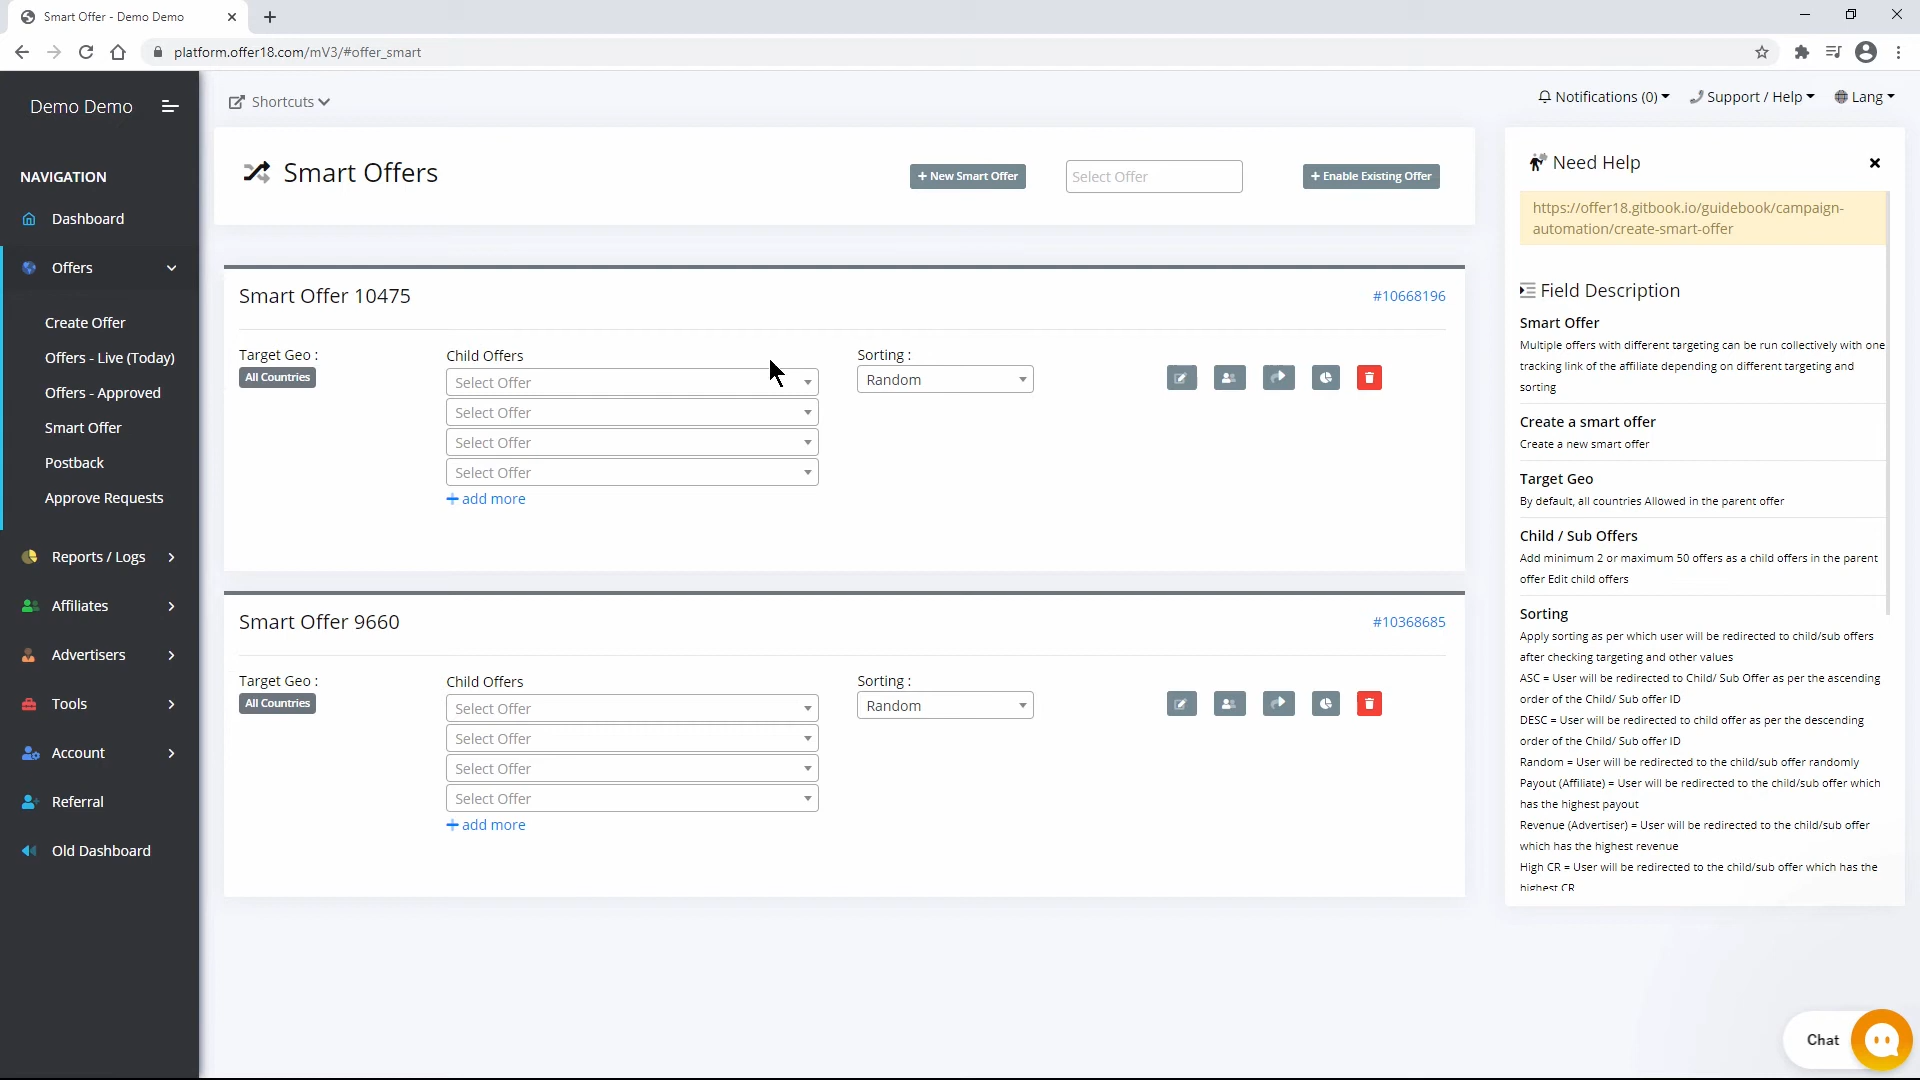 Smart Offer - Demo Demo
platform.offer18.com/mV3/#offer_smart
Demo Demo
Shortcuts
Notifications (0)
Support / Help
Lang
NAVIGATION
Dashboard
Offers
Create Offer
Offers - Live (Today)
Offers - Approved
Smart Offer
Postback
Approve Requests
Reports / Logs
Affiliates
Advertisers
Tools
Account
Referral
Old Dashboard
Smart Offers
+ New Smart Offer
Select Offer
+ Enable Existing Offer
Smart Offer 10475
#10668196
Target Geo :
All Countries
Child Offers
Select Offer
Select Offer
Select Offer
Select Offer
+ add more
Sorting :
Random
Smart Offer 9660
#10368685
Target Geo :
All Countries
Child Offers
Select Offer
Select Offer
Select Offer
Select Offer
+ add more
Sorting :
Random
Need Help
https://offer18.gitbook.io/guidebook/campaign-
automation/create-smart-offer
Field Description
Smart Offer
Multiple offers with different targeting can be run collectively with one
tracking link of the affiliate depending on different targeting and
sorting
Create a smart offer
Create a new smart offer
Target Geo
By default, all countries Allowed in the parent offer
Child / Sub Offers
Add minimum 2 or maximum 50 offers as a child offers in the parent
offer Edit child offers
Sorting
Apply sorting as per which user will be redirected to child/sub offers
after checking targeting and other values
ASC = User will be redirected to Child/ Sub Offer as per the ascending
order of the Child/ Sub offer ID
DESC = User will be redirected to child offer as per the descending
order of the Child/ Sub offer ID
Random = User will be redirected to the child/sub offer randomly
Payout (Affiliate) = User will be redirected to the child/sub offer which
has the highest payout
Revenue (Advertiser) = User will be redirected to the child/sub offer
which has the highest revenue
High CR = User will be redirected to the child/sub offer which has the
highest CR
Chat